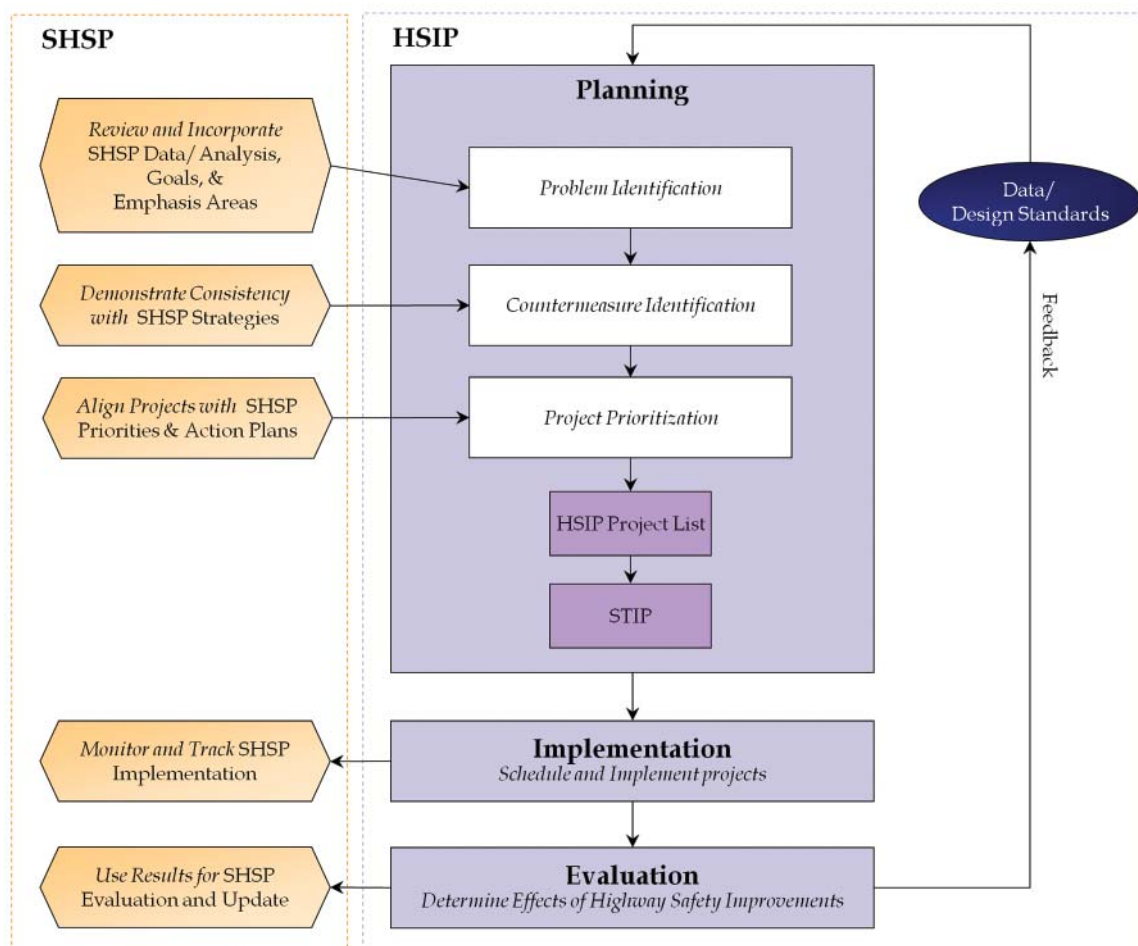 SHSP
HSIP
Planning
Review and Incorporate
SHSP Data/Analysis,
Goals, &
Emphasis Areas
Problem Identification
Data/
Design Standards
Demonstrate Consistency
with SHSP Strategies
Countermeasure Identification
Feedback
Align Projects with SHSP
Priorities & Action Plans
Project Prioritization
HSIP Project List
STIP
Monitor and Track SHSP
Implementation
Implementation
Schedule and Implement projects
Use Results for SHSP
Evaluation and Update
Evaluation
Determine Effects of Highway Safety Improvements